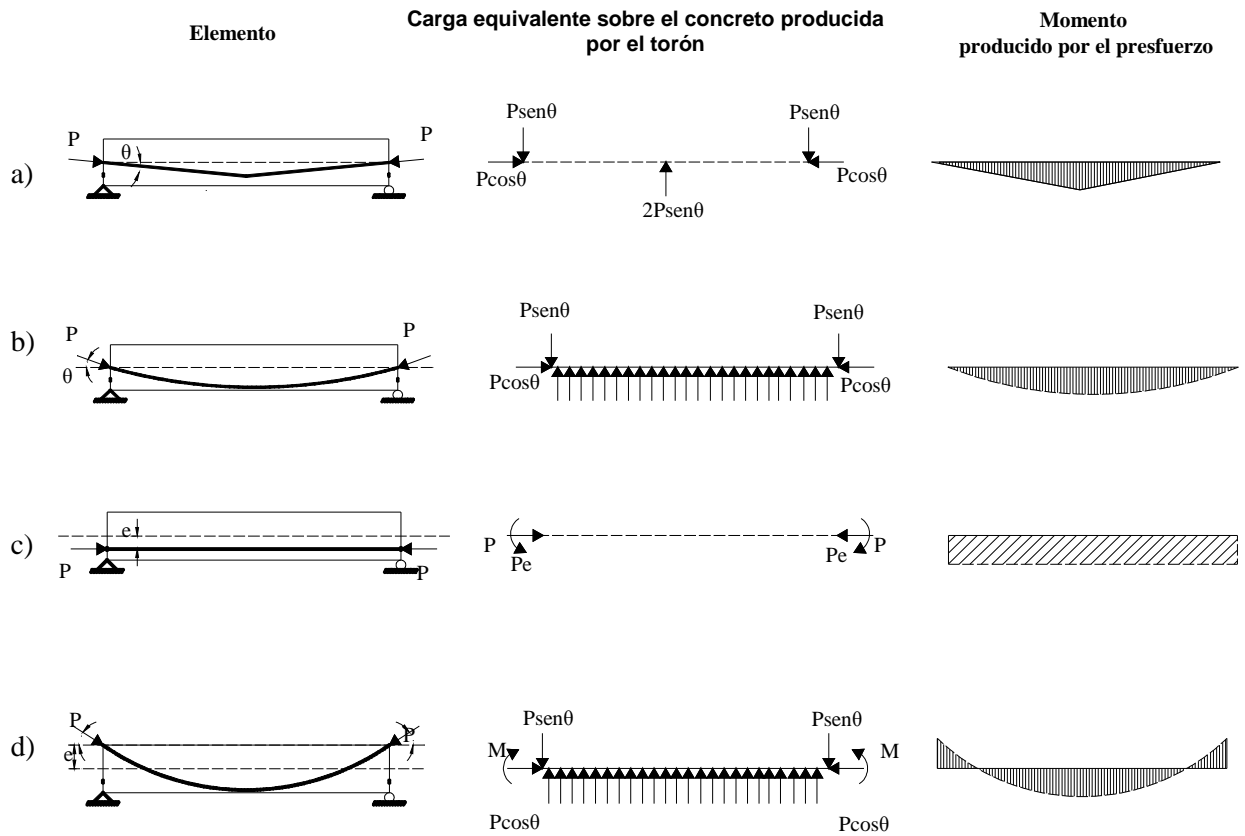 Elemento
Carga equivalente sobre el concreto producida
por el torón
Momento
producido por el presfuerzo
a)
P
θ
P
Psenθ
Psenθ
Pcosθ
Pcosθ
2Psenθ
b)
P
θ
P
Psenθ
Psenθ
Pcosθ
Pcosθ
c)
e
P
P
P
Pe
Pe
P
d)
P
e
P
Psenθ
Psenθ
M
M
Pcosθ
Pcosθ